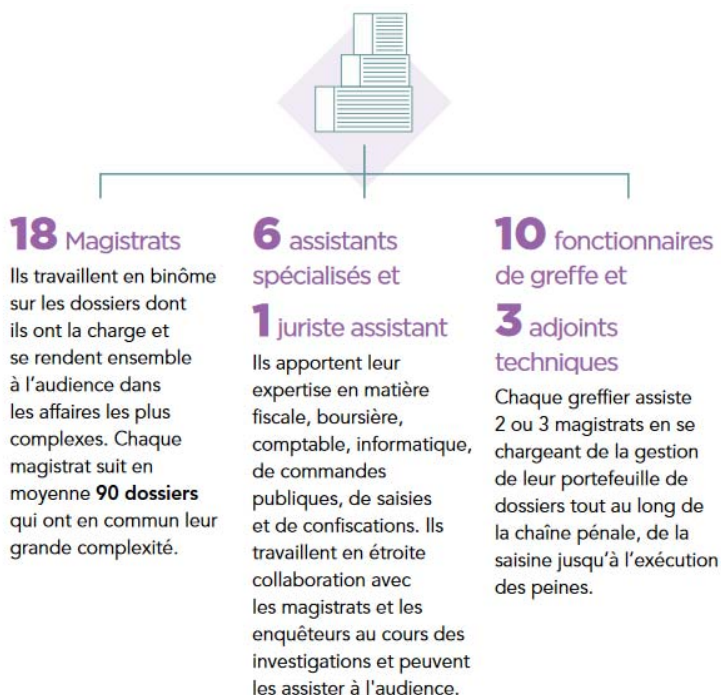 18 Magistrats
Ils travaillent en binôme
sur les dossiers dont
ils ont la charge et
se rendent ensemble
à l’audience dans
les affaires les plus
complexes. Chaque
magistrat suit en
moyenne 90 dossiers
qui ont en commun leur
grande complexité.
6 assistants
spécialisés et
1 juriste assistant
Ils apportent leur
expertise en matière
fiscale, boursière,
comptable, informatique,
de commandes
publiques, de saisies
et de confiscations. Ils
travaillent en étroite
collaboration avec
les magistrats et les
enquêteurs au cours des
investigations et peuvent
les assister à l'audience.
10 fonctionnaires
de greffe et
3 adjoints
techniques
Chaque greffier assiste
2 ou 3 magistrats en se
chargeant de la gestion
de leur portefeuille de
dossiers tout au long de
la chaîne pénale, de la
saisine jusqu’à l’exécution
des peines.